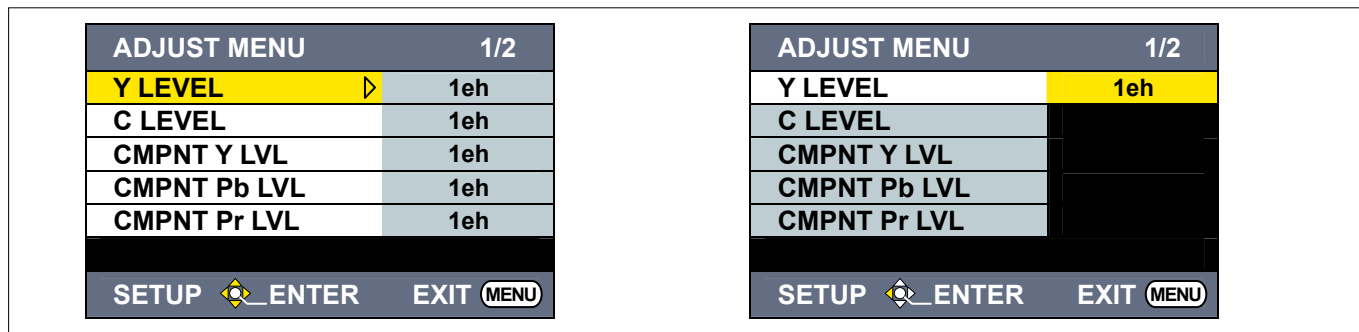 ADJUST MENU 1/2
Y LEVEL 1eh
C LEVEL 1eh
CMPNT Y LVL 1eh
CMPNT Pb LVL 1eh
CMPNT Pr LVL 1eh
SETUP ENTER EXIT MENU
ADJUST MENU 1/2
Y LEVEL 1eh
C LEVEL
CMPNT Y LVL
CMPNT Pb LVL
CMPNT Pr LVL
SETUP ENTER EXIT MENU